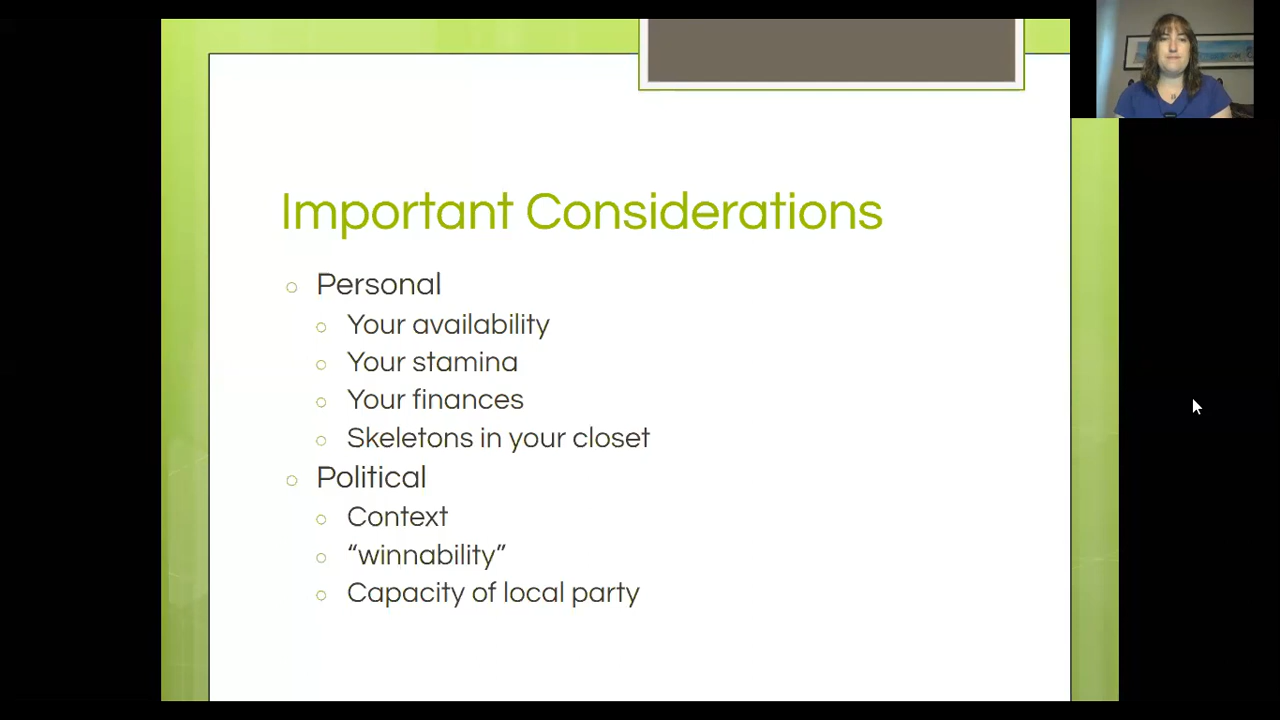 Important Considerations
Personal
Your availability
Your stamina
Your finances
Skeletons in your closet
Political
Context
“winnability”
Capacity of local party